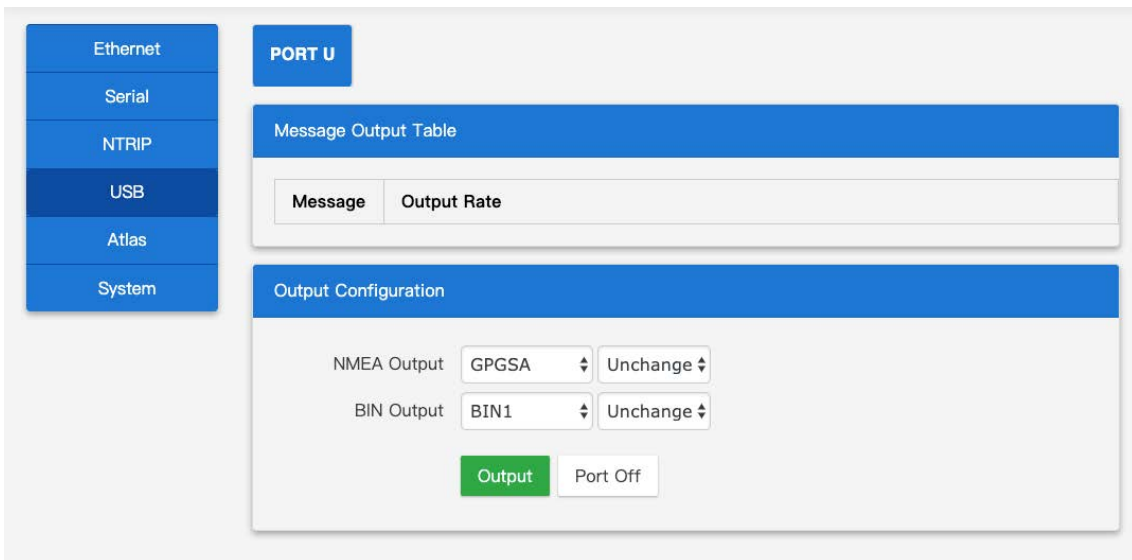 Ethernet
Serial
NTRIP
USB
Atlas
System
PORT U
Message Output Table
Message Output Rate
Output Configuration
NMEA Output GPGSA Unchange
BIN Output BIN1 Unchange
Output Port Off